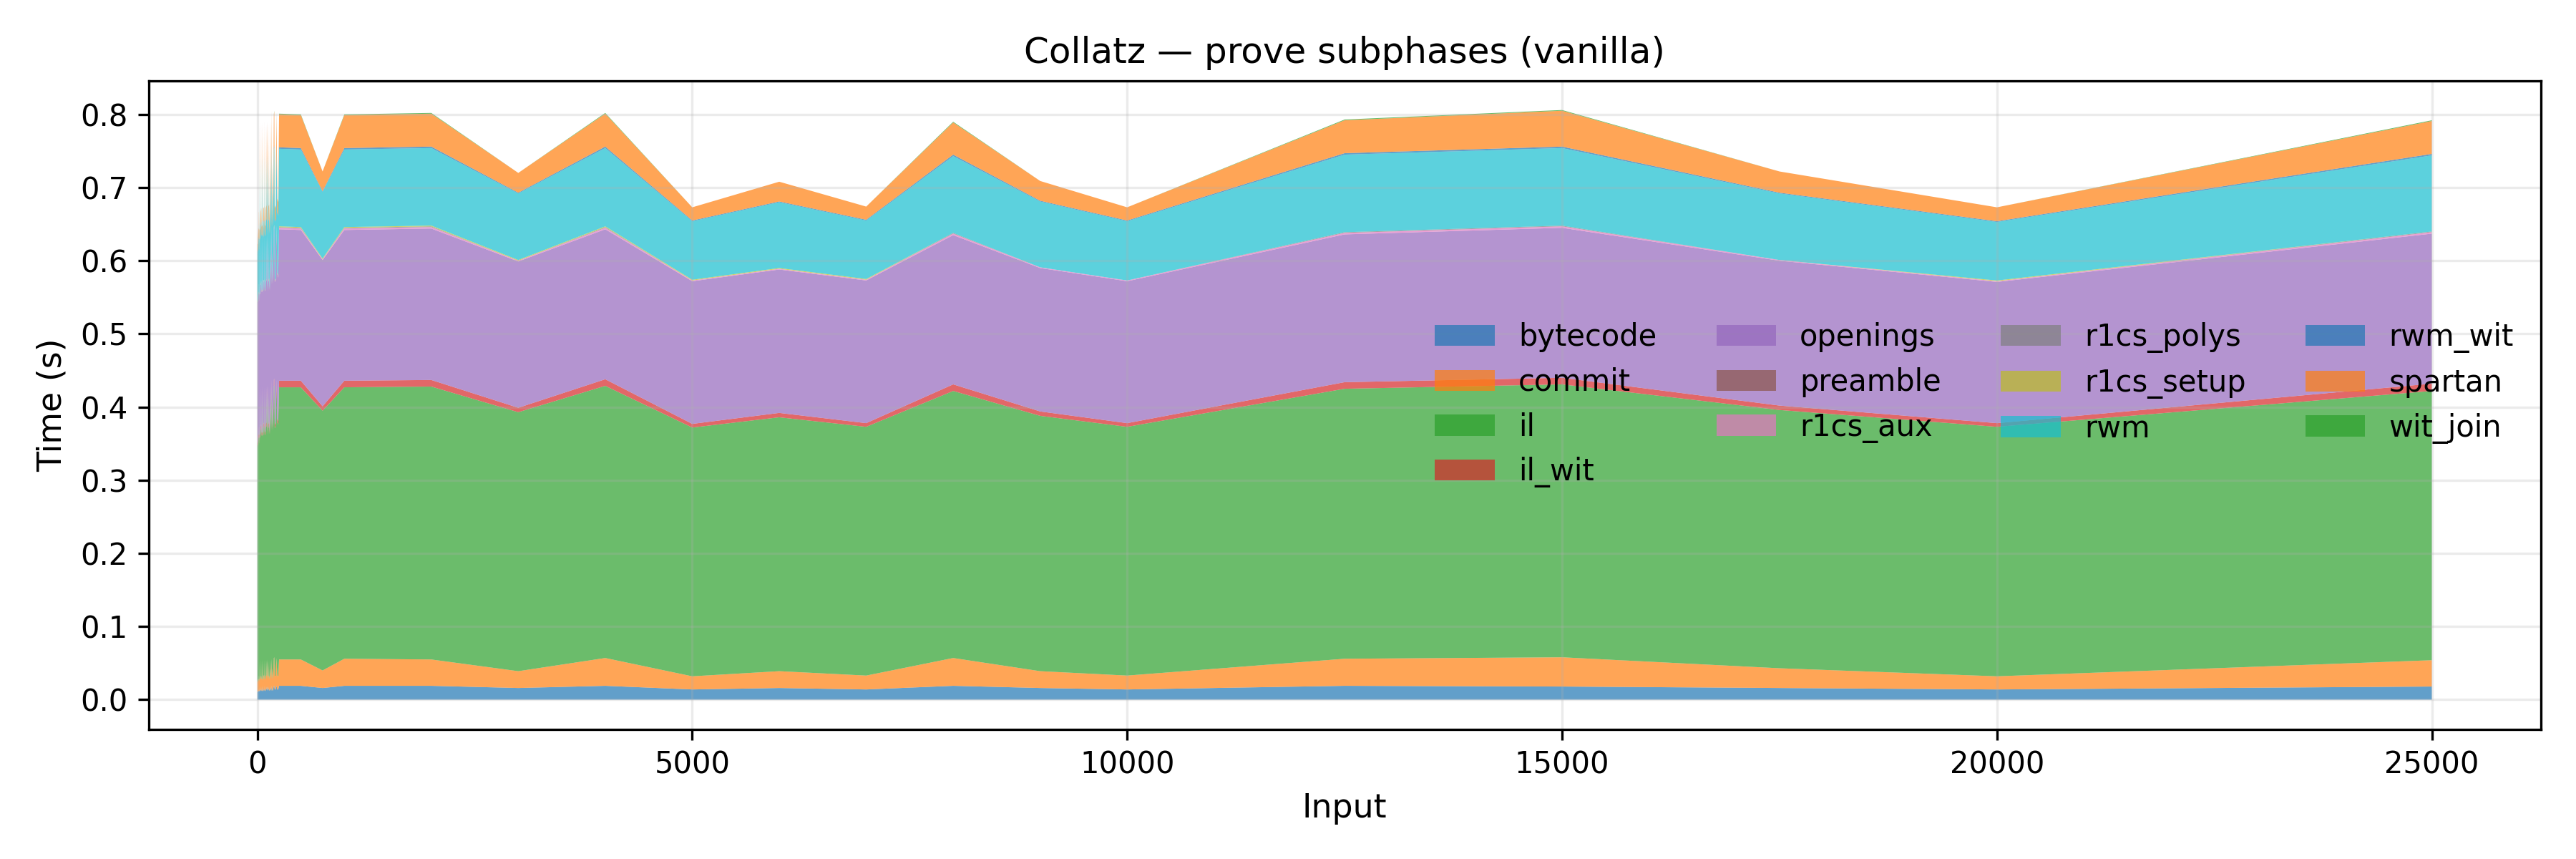 Collatz — prove subphases (vanilla)
0.8
0.7
0.6
0.5
0.4
0.3
0.2
0.1
0.0
Time (s)
bytecode openings r1cs_polys rwm_wit
commit preamble r1cs_setup spartan
il r1cs_aux rwm wit_join
il_wit
0 5000 10000 15000 20000 25000
Input